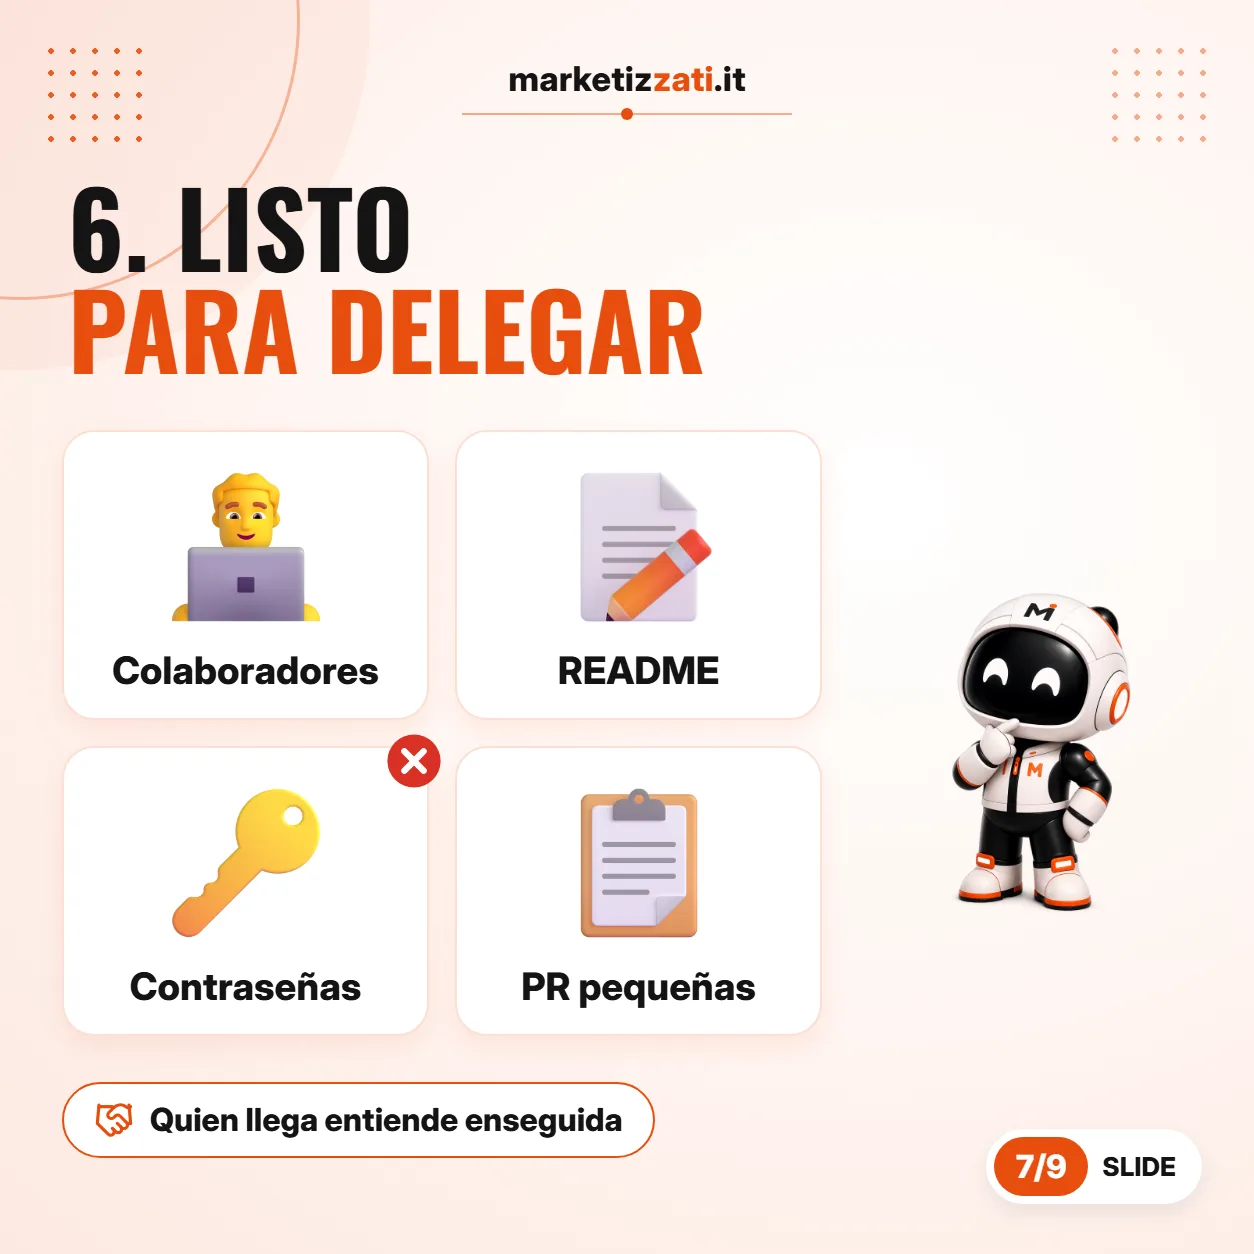 marketizzati.it
6. LISTO
PARA DELEGAR
Colaboradores
README
Contraseñas
PR pequeñas
Quien llega entiende enseguida
7/9 SLIDE
M
M